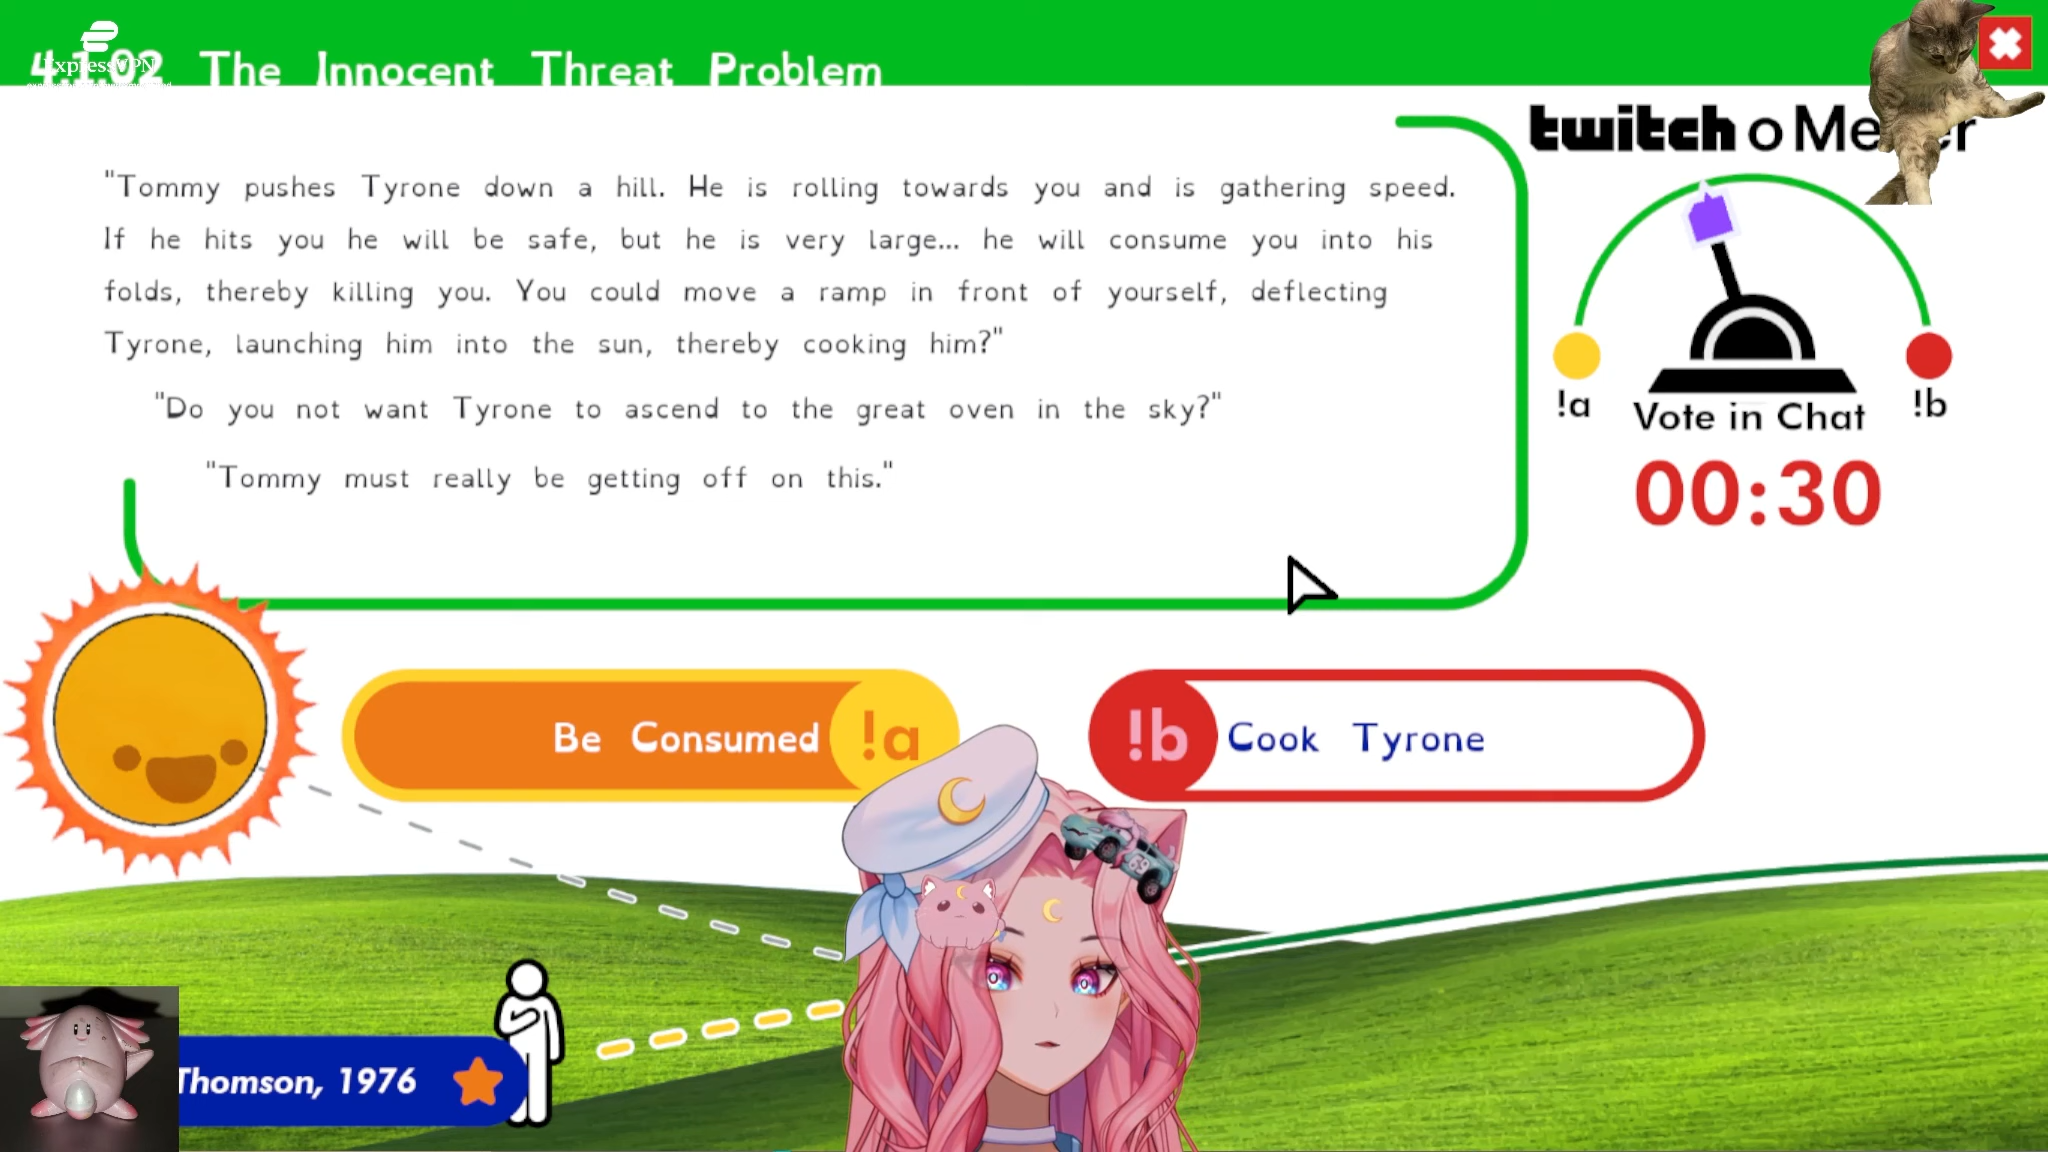 4.1.02 The Innocent Threat Problem
ExpressVPN
twitch o Me
"Tommy pushes Tyrone down a hill. He is rolling towards you and is gathering speed.
If he hits you he will be safe, but he is very large... he will consume you into his
folds, thereby killing you. You could move a ramp in front of yourself, deflecting
Tyrone, launching him into the sun, thereby cooking him?"
"Do you not want Tyrone to ascend to the great oven in the sky?"
"Tommy must really be getting off on this."
!a
Vote in Chat
!b
00:30
Be Consumed !a
!b Cook Tyrone
69
Thomson, 1976